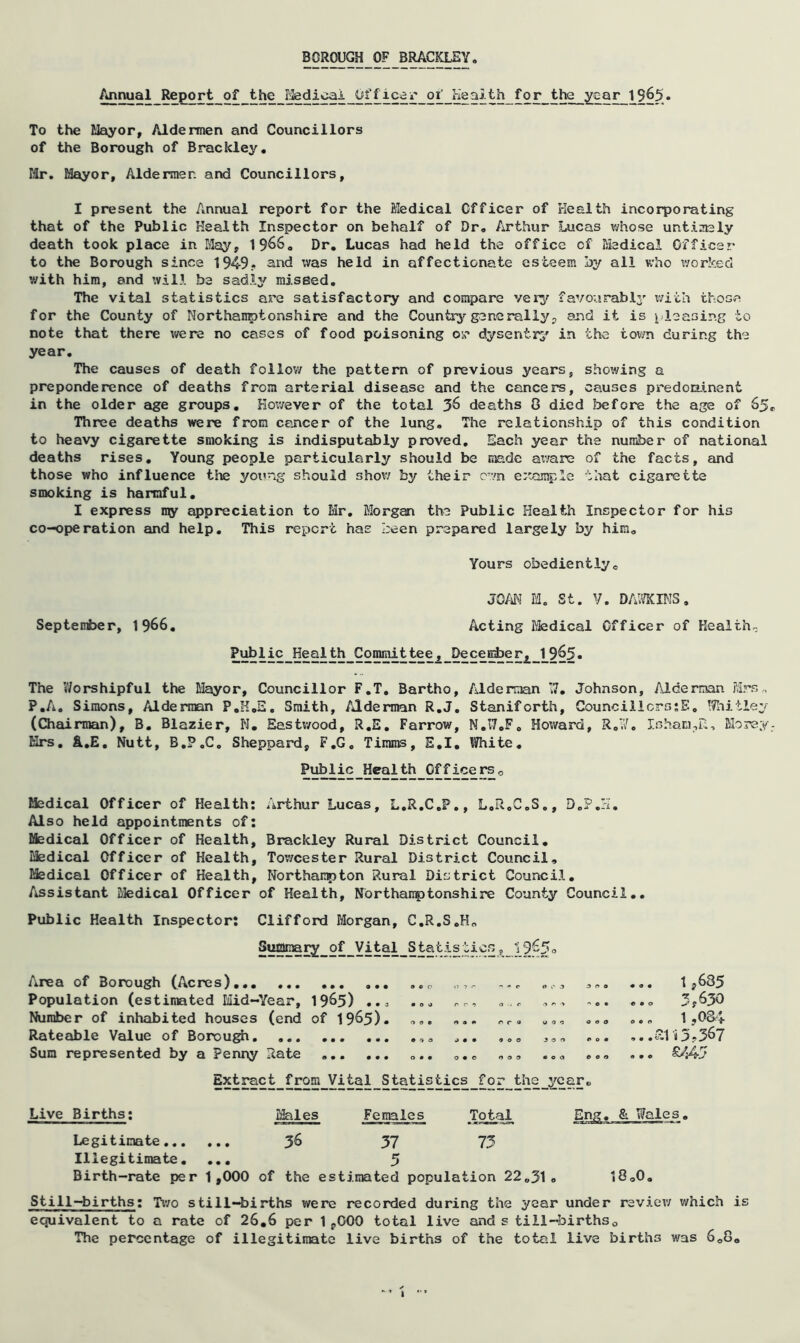 BOROUGH OF BRACKLEY.
Annual Report of the Medical Officer of Health for the year 1965.
To the Mayor, Aldermen and Councillors
of the Borough of Brackley.
Mr. Mayor, Aldermen and Councillors,
I present the Annual report for the Medical Officer of Health incorporating
that of the Public Health Inspector on behalf of Dr. Arthur Lucas whose untimely
death took place in May, 1966. Dr. Lucas had held the office of Medical Officer
to the Borough since 1949, and was held in affectionate esteem by all who worked
with him, and will be sadly missed.
The vital statistics are satisfactory and compare very favourably with those
for the County of Northamptonshire and the Country generally, and it is pleasing to
note that there were no cases of food poisoning or dysentry in the town during the
year.
The causes of death follow the pattern of previous years, showing a
preponderence of deaths from arterial disease and the cancers, causes predominent
in the older age groups. However of the total 36 deaths 8 died before the age of 65.
Three deaths were from cancer of the lung. The relationship of this condition
to heavy cigarette smoking is indisputably proved. Each year the number of national
deaths rises. Young people particularly should be made aware of the facts, and
those who influence the young should show by their own example that cigarette
smoking is harmful.
I express my appreciation to Mr. Morgan the Public Health Inspector for his
co-operation and help. This report has been prepared largely by him.
Yours obediently.
JOAN M. St. V. DAWKINS.
September, 1966. Acting Medical Officer of Health.
Public Health Committee, December, 1965.
The Worshipful the Mayor, Councillor F.T. Bartho, Alderman W. Johnson, Alderman Mrs.
P.A. Simons, Alderman P.H.S. Smith, Alderman R.J. Staniforth, Councillors:E. Whitley
(Chairman), B. Blazier, N. Eastwood, R.E. Farrow, N.W.F. Howard, R.W. Isham,R, Morey,
Mrs. A.E. Nutt, B.P.C. Sheppard, F.G. Timms, E.I. White.
Public Health Officers.
Medical Officer of Health: Arthur Lucas, L.R.C.P., L.R.C.S., D.P.H.
Also held appointments of:
Medical Officer of Health, Brackley Rural District Council.
Medical Officer of Health, Towcester Rural District Council,
Medical Officer of Health, Northampton Rural District Council.
Assistant Medical Officer of Health, Northamptonshire County Council..
Public Health Inspector: Clifford Morgan, C.R.S.H.
Summary of Vital Statistics, 1965.
Area of Borough (Acres)... ... ... ... ... ... ... ... ... ... 1,685
Population (estimated Mid-Year, 1965) ... ... ... ... ... ... ... 3,630
Number of inhabited houses (end of 1965). ... ... ... ... ... ... 1,084
Rateable Value of Borough. ... ... ... ... ... ... ... ... ...£113,367
Sum represented by a Penny Rate ... ... ... ... ... ... ... ... £443
Extract from Vital Statistics for the year.
Live Births: Males Females Total Eng. & Wales.
Legitimate... ... 36 37 73
Illegitimate. ... 5
Birth-rate per 1,000 of the estimated population 22.31. 18.0.
Still-births: Two still-births were recorded during the year under review which is
equivalent to a rate of 26.6 per 1,000 total live and s till-births.
The percentage of illegitimate live births of the total live births was 6.8.
- 1 -